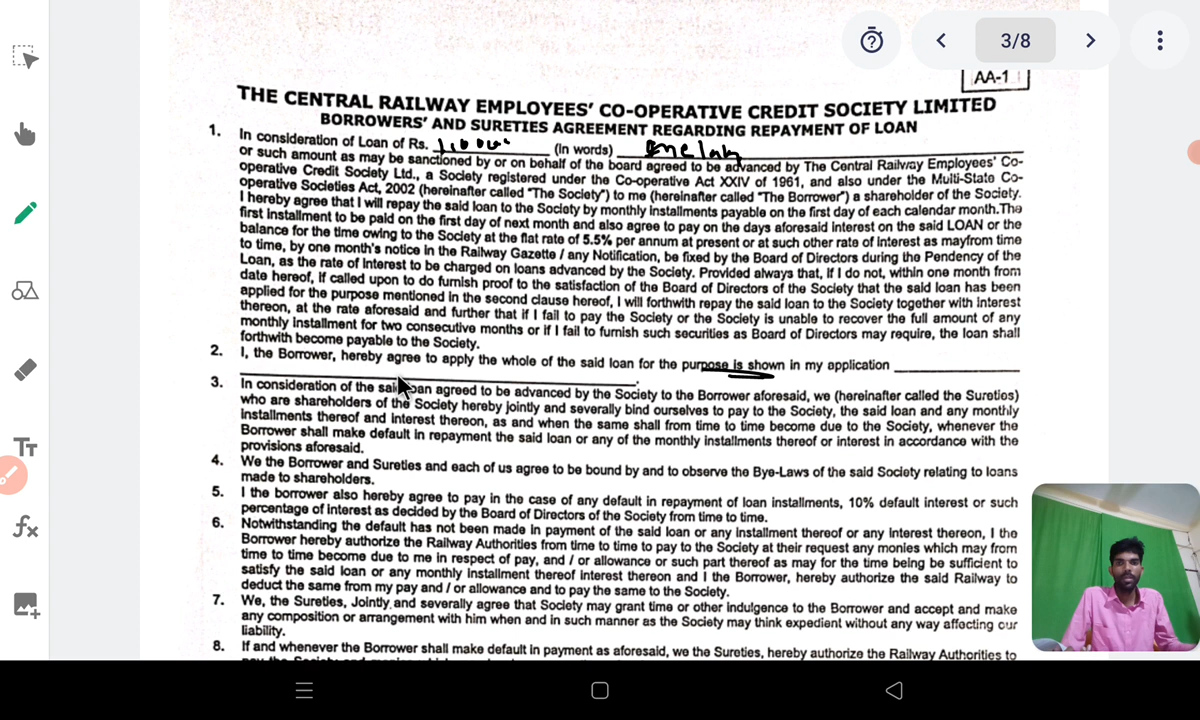 3/8
AA-1
THE CENTRAL RAILWAY EMPLOYEES' CO-OPERATIVE CREDIT SOCIETY LIMITED
BORROWERS' AND SURETIES AGREEMENT REGARDING REPAYMENT OF LOAN
1. In consideration of Loan of Rs. (In words) one lakh
or such amount as may be sanctioned by or on behalf of the board agreed to be advanced by The Central Railway Employees' Co-
operative Credit Society Ltd., a Society registered under the Co-operative Act XXIV of 1961, and also under the Multi-State Co-
operative Societies Act, 2002 (hereinafter called "The Society") to me (hereinafter called "The Borrower") a shareholder of the Society.
I hereby agree that I will repay the said loan to the Society by monthly Installments payable on the first day of each calendar month.The
first Installment to be paid on the first day of next month and also agree to pay on the days aforesaid interest on the said LOAN or the
balance for the time owing to the Society at the flat rate of 5.5% per annum at present or at such other rate of interest as mayfrom time
to time, by one month's notice in the Railway Gazette / any Notification, be fixed by the Board of Directors during the Pendency of the
Loan, as the rate of Interest to be charged on loans advanced by the Society. Provided always that, If I do not, within one month from
date hereof, if called upon to do furnish proof to the satisfaction of the Board of Directors of the Society that the said loan has been
applied for the purpose mentioned in the second clause hereof, I will forthwith repay the said loan to the Society together with interest
thereon, at the rate aforesaid and further that if I fail to pay the Society or the Society is unable to recover the full amount of any
monthly installment for two consecutive months or if I fail to furnish such securities as Board of Directors may require, the loan shall
forthwith become payable to the Society.
2. I, the Borrower, hereby agree to apply the whole of the said loan for the purpose is shown in my application
3. In consideration of the said loan agreed to be advanced by the Society to the Borrower aforesaid, we (hereinafter called the Sureties)
who are shareholders of the Society hereby jointly and severally bind ourselves to pay to the Society, the said loan and any monthly
installments thereof and interest thereon, as and when the same shall from time to time become due to the Society, whenever the
Borrower shall make default in repayment the said loan or any of the monthly installments thereof or interest in accordance with the
provisions aforesaid.
4. We the Borrower and Sureties and each of us agree to be bound by and to observe the Bye-Laws of the said Society relating to loans
made to shareholders.
5. I the borrower also hereby agree to pay in the case of any default in repayment of loan installments, 10% default interest or such
percentage of interest as decided by the Board of Directors of the Society from time to time.
6. Notwithstanding the default has not been made in payment of the said loan or any installment thereof or any interest thereon, I the
Borrower hereby authorize the Railway Authorities from time to time to pay to the Society at their request any monies which may from
time to time become due to me in respect of pay, and / or allowance or such part thereof as may for the time being be sufficient to
satisfy the said loan or any monthly installment thereof interest thereon and I the Borrower, hereby authorize the said Railway to
deduct the same from my pay and / or allowance and to pay the same to the Society.
7. We, the Sureties, Jointly and severally agree that Society may grant time or other indulgence to the Borrower and accept and make
any composition or arrangement with him when and in such manner as the Society may think expedient without any way affecting our
liability.
8. If and whenever the Borrower shall make default in payment as aforesaid, we the Sureties, hereby authorize the Railway Authorities to
Tt
fx